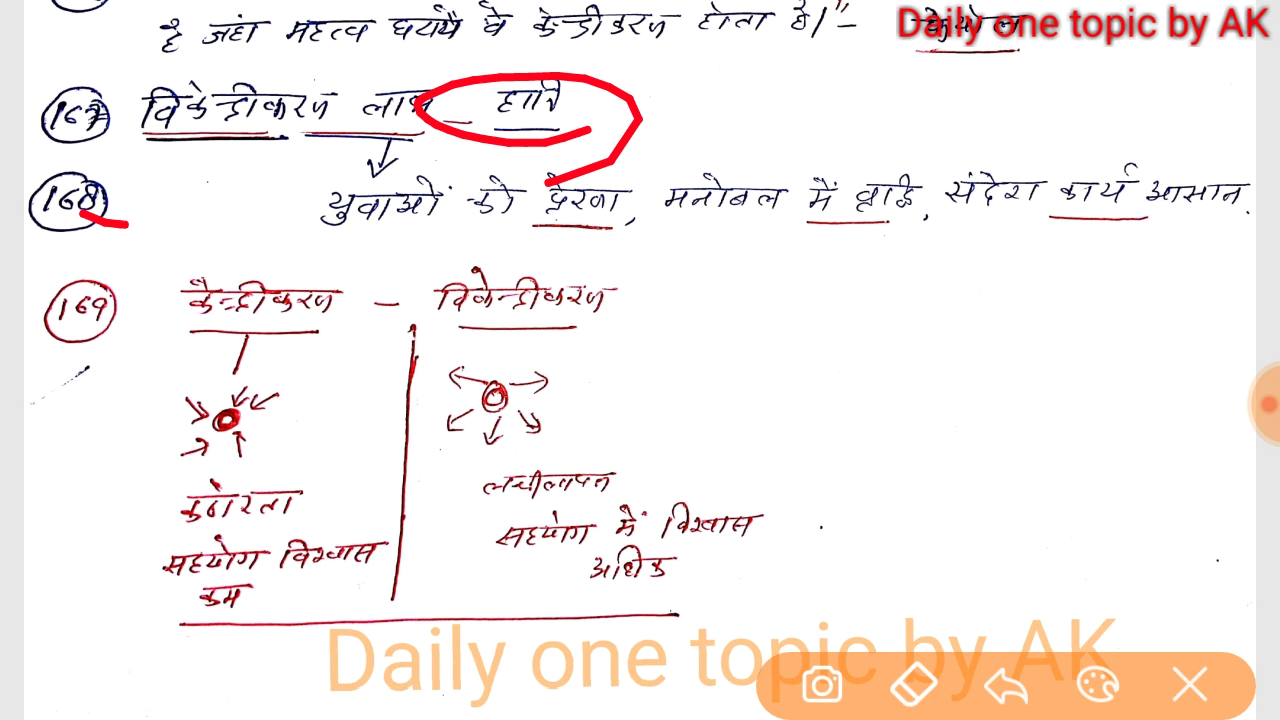 है जहां महत्व घटाये वे केन्द्रीकरण होता है।" -
Daily one topic by AK
167 विकेन्द्रीकरण लाभ - हानि
168 युवाओं को प्रेरणा, मनोबल में वृद्धि, संदेश कार्य आसान.
169 केन्द्रीकरण - विकेन्द्रीकरण
कठोरता
लचीलापन
सहयोग विश्वास
कम
सहयोग में विश्वास
अधिक
Daily one topic by AK